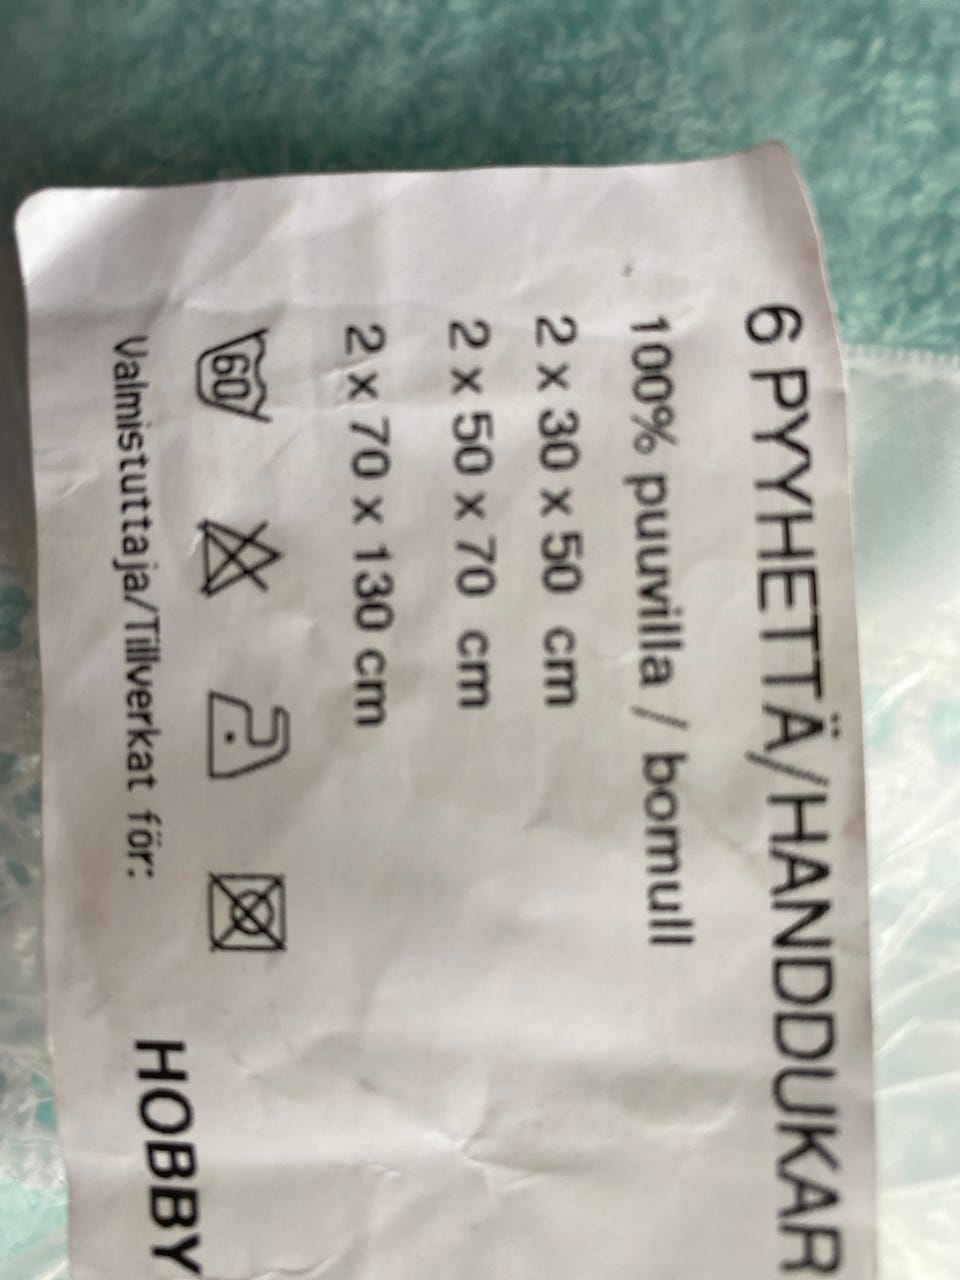 6 PYYHETTÄ/HANDDUKAR
100% puuvilla / bomull
2 x 30 x 50 cm
2 x 50 x 70 cm
2 x 70 x 130 cm
60
Valmistuttaja/Tillverkat för:
HOBBY